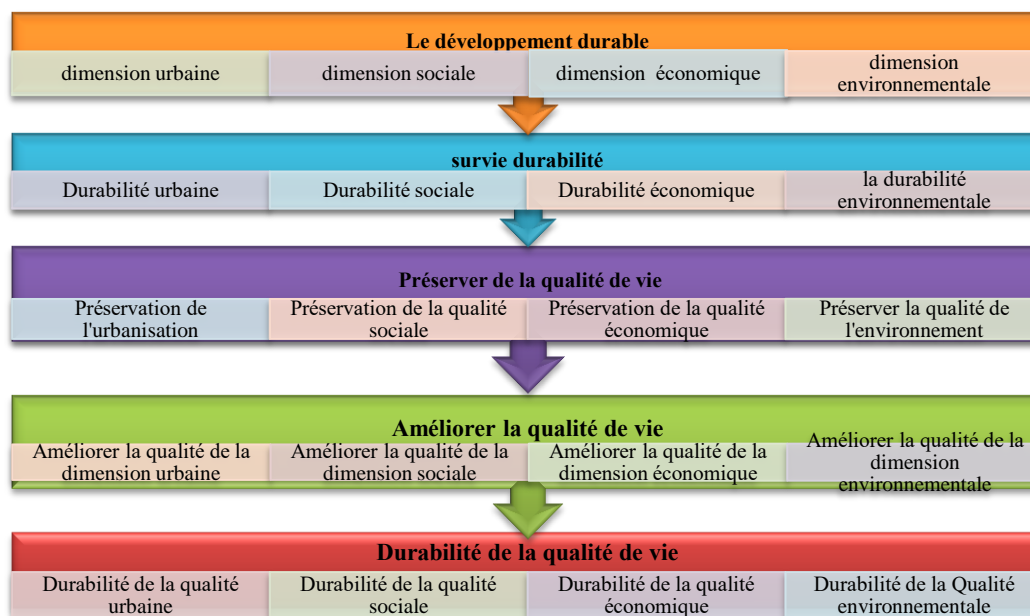 Le développement durable
dimension urbaine
dimension sociale
dimension économique
dimension
environnementale
survie durabilité
Durabilité urbaine
Durabilité sociale
Durabilité économique
la durabilité
environnementale
Préserver de la qualité de vie
Préservation de
l'urbanisation
Préservation de la qualité
sociale
Préservation de la qualité
économique
Préserver la qualité de
l'environnement
Améliorer la qualité de vie
Améliorer la qualité de la
dimension urbaine
Améliorer la qualité de la
dimension sociale
Améliorer la qualité de la
dimension économique
Améliorer la qualité de la
dimension
environnementale
Durabilité de la qualité de vie
Durabilité de la qualité
urbaine
Durabilité de la qualité
sociale
Durabilité de la qualité
économique
Durabilité de la Qualité
environnementale